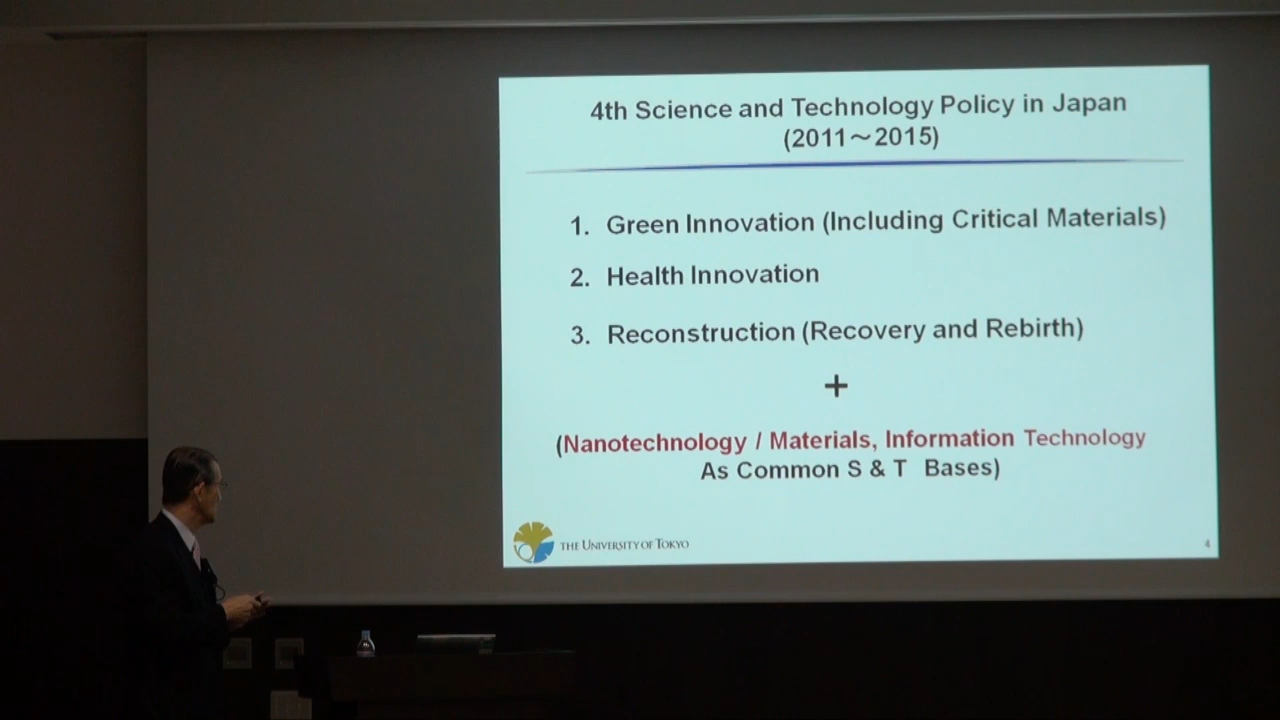 4th Science and Technology Policy in Japan
(2011～2015)
1. Green Innovation (Including Critical Materials)
2. Health Innovation
3. Reconstruction (Recovery and Rebirth)
+
(Nanotechnology / Materials, Information Technology
As Common S & T Bases)
THE UNIVERSITY OF TOKYO
4